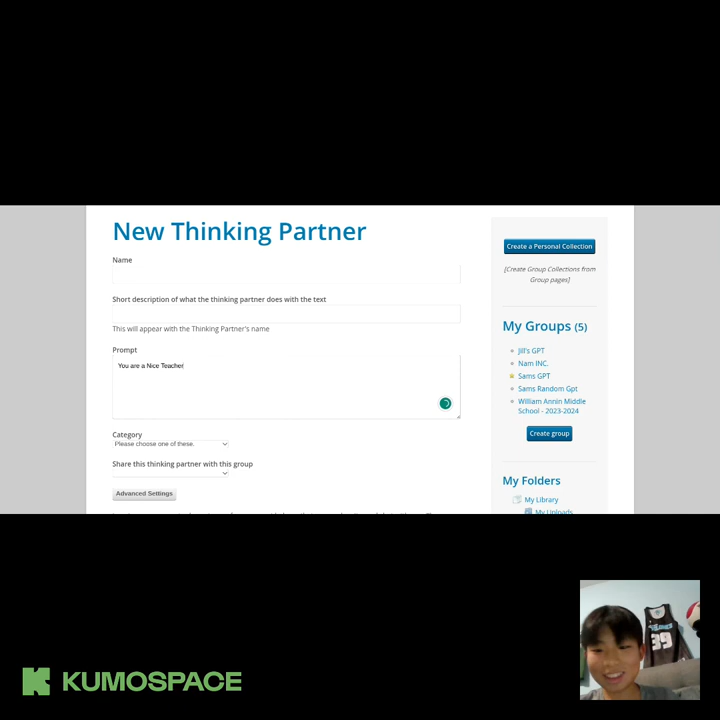 New Thinking Partner
Name
Short description of what the thinking partner does with the text
This will appear with the Thinking Partner's name
Prompt
You are a Nice Teacher
Category
Please choose one of these.
Share this thinking partner with this group
Advanced Settings
Create a Personal Collection
[Create Group Collections from
Group pages]
My Groups (5)
Jill's GPT
Nam INC.
Sams GPT
Sams Random Gpt
William Annin Middle
School - 2023-2024
Create group
My Folders
My Library
My Uploads
39
KUMOSPACE